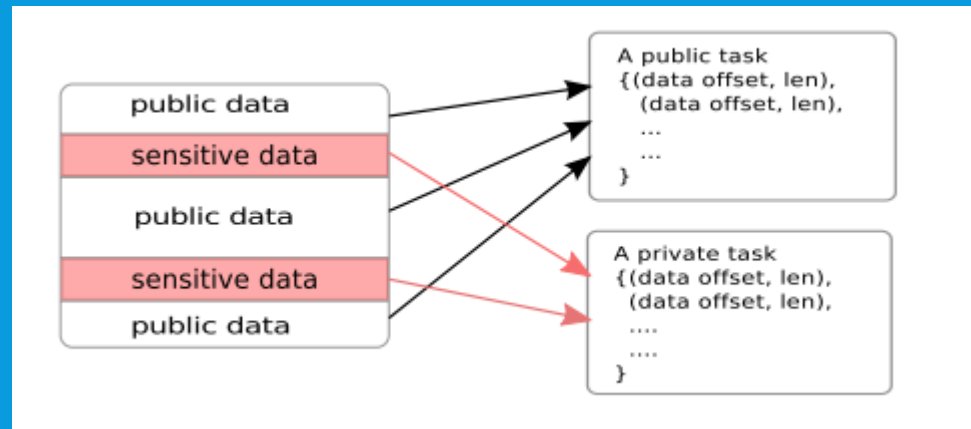 public data
sensitive data
public data
sensitive data
public data
A public task
{(data offset, len),
(data offset, len),
...
...
}
A private task
{(data offset, len),
(data offset, len),
....
....
}